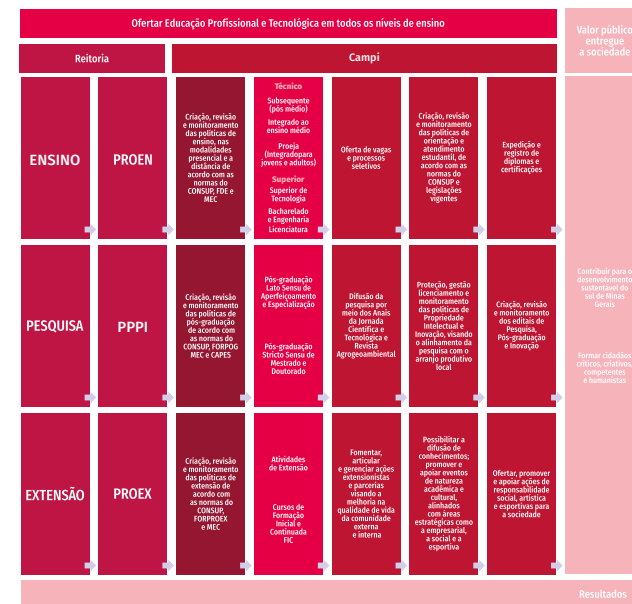 Ofertar Educação Profissional e Tecnológica em todos os níveis de ensino
Valor público
entregue
a sociedade
Reitoria
Campi
ENSINO
PROEN
Criação, revisão
e monitoramento
das políticas de
ensino, nas
modalidades
presencial e a
distância de
acordo com as
normas do
CONSUP, FDE e
MEC
Técnico
Subsequente
(pós médio)
Integrado ao
ensino médio
Proeja
(Integradopara
jovens e adultos)
Superior
Superior de
Tecnologia
Bacharelado
e Engenharia
Licenciatura
Oferta de vagas
e processos
seletivos
Criação, revisão
e monitoramento
das políticas de
orientação e
atendimento
estudantil, de
acordo com as
normas do
CONSUP e
legislações
vigentes
Expedição e
registro de
diplomas e
certificações
PESQUISA
PPPI
Criação, revisão
e monitoramento
das políticas de
pós-graduação
de acordo com
as normas do
CONSUP, FORPOG
MEC e CAPES
Pós-graduação
Lato Sensu de
Aperfeiçoamento
e Especialização
Pós-graduação
Stricto Sensu de
Mestrado e
Doutorado
Difusão da
pesquisa por
meio dos Anais
da Jornada
Científica e
Tecnológica e
Revista
Agrogeoambiental
Proteção, gestão
licenciamento e
monitoramento
das políticas de
Propriedade
Intelectual e
Inovação, visando
o alinhamento da
pesquisa com o
arranjo produtivo
local
Criação, revisão
e monitoramento
dos editais de
Pesquisa,
Pós-graduação
e Inovação
Contribuir para o
desenvolvimento
sustentável do
sul de Minas
Gerais
Formar cidadãos
críticos, criativos,
competentes
e humanistas
EXTENSÃO
PROEX
Criação, revisão
e monitoramento
das políticas de
extensão de
acordo com
as normas do
CONSUP,
FORPROEX
e MEC
Atividades
de Extensão
Cursos de
Formação
Inicial e
Continuada
FIC
Fomentar,
articular
e gerenciar ações
extensionistas
e parcerias
visando a
melhoria na
qualidade de vida
da comunidade
externa
e interna
Possibilitar a
difusão de
conhecimentos;
promover e
apoiar eventos
de natureza
acadêmica e
cultural,
alinhados
com áreas
estratégicas como
a empresarial,
a social e a
esportiva
Ofertar, promover
e apoiar ações de
responsabilidade
social, artística
e esportivas para
a sociedade
Resultados